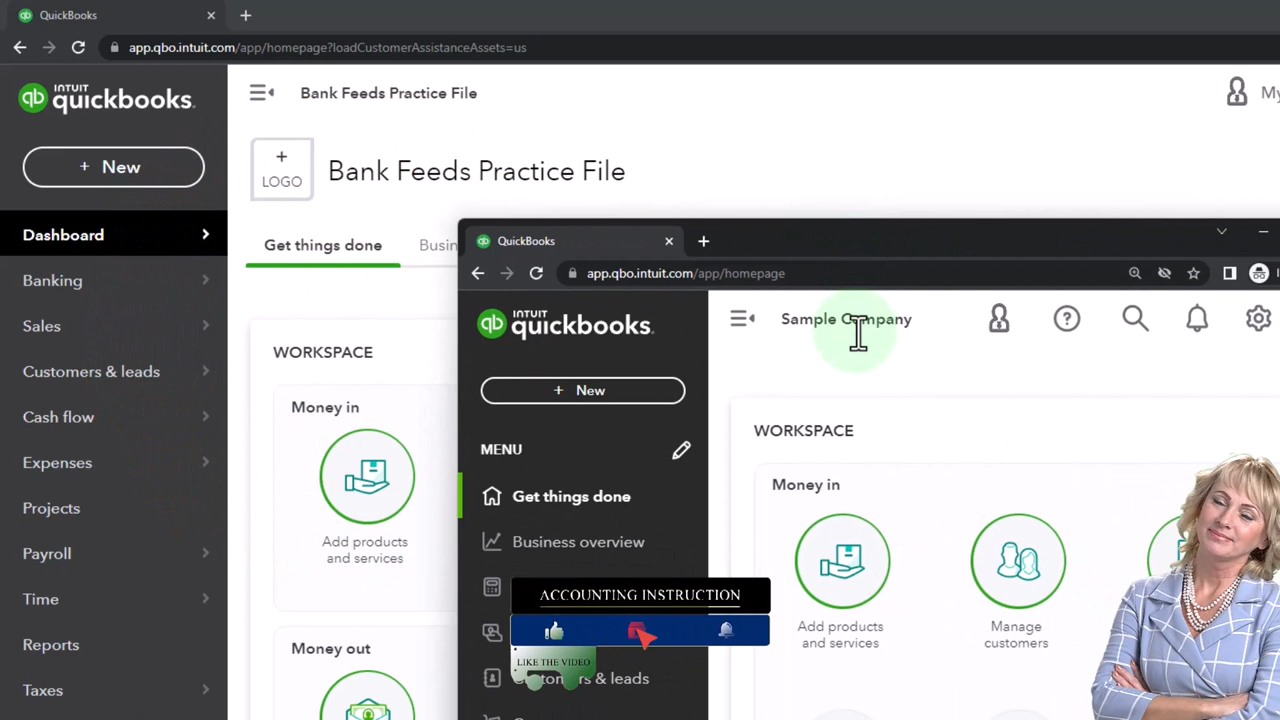 QuickBooks
app.qbo.intuit.com/app/homepage?loadCustomerAssistanceAssets=us
INTUIT
quickbooks.
Bank Feeds Practice File
My
+ New
+
LOGO
Bank Feeds Practice File
Dashboard
Banking
Sales
Customers & leads
Cash flow
Expenses
Projects
Payroll
Time
Reports
Taxes
Get things done
Busin
WORKSPACE
Money in
Add products
and services
Money out
QuickBooks
app.qbo.intuit.com/app/homepage
INTUIT
quickbooks.
Sample Company
+ New
MENU
Get things done
Business overview
WORKSPACE
Money in
Add products
and services
Manage
customers
ACCOUNTING INSTRUCTION
LIKE THE VIDEO
& leads